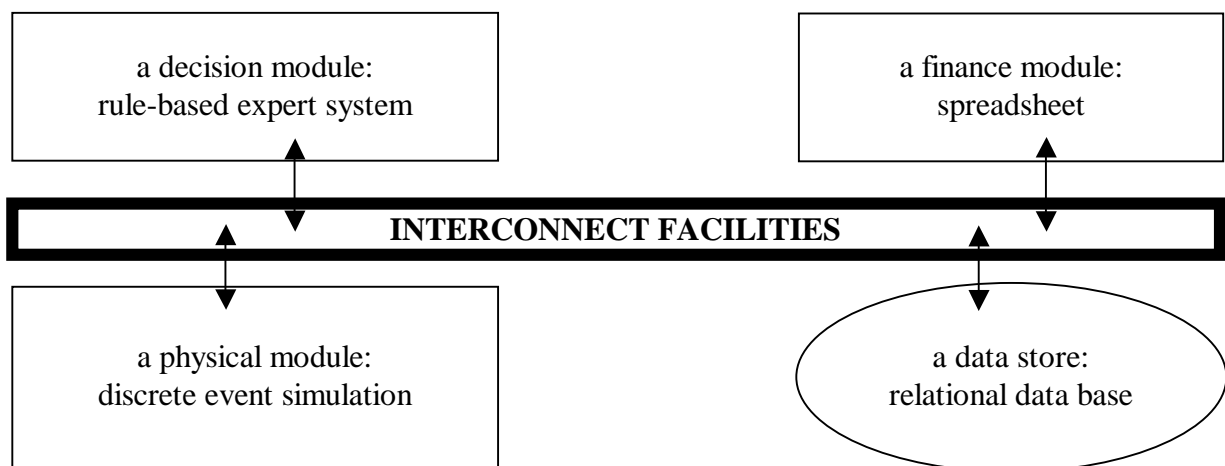 a decision module:
rule-based expert system
a finance module:
spreadsheet
INTERCONNECT FACILITIES
a physical module:
discrete event simulation
a data store:
relational data base